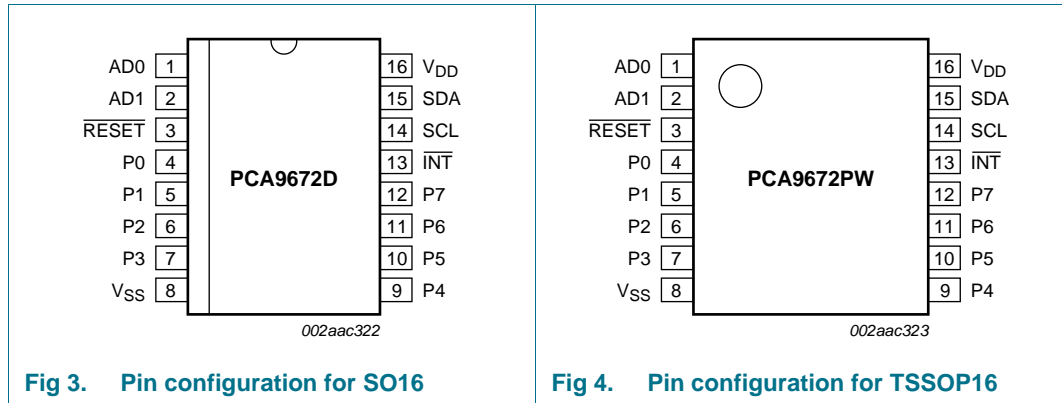 AD0 1
AD1 2
RESET 3
P0 4
P1 5
P2 6
P3 7
VSS 8
PCA9672D
16 VDD
15 SDA
14 SCL
13 INT
12 P7
11 P6
10 P5
9 P4
002aac322
Fig 3. Pin configuration for SO16
AD0 1
AD1 2
RESET 3
P0 4
P1 5
P2 6
P3 7
VSS 8
PCA9672PW
16 VDD
15 SDA
14 SCL
13 INT
12 P7
11 P6
10 P5
9 P4
002aac323
Fig 4. Pin configuration for TSSOP16